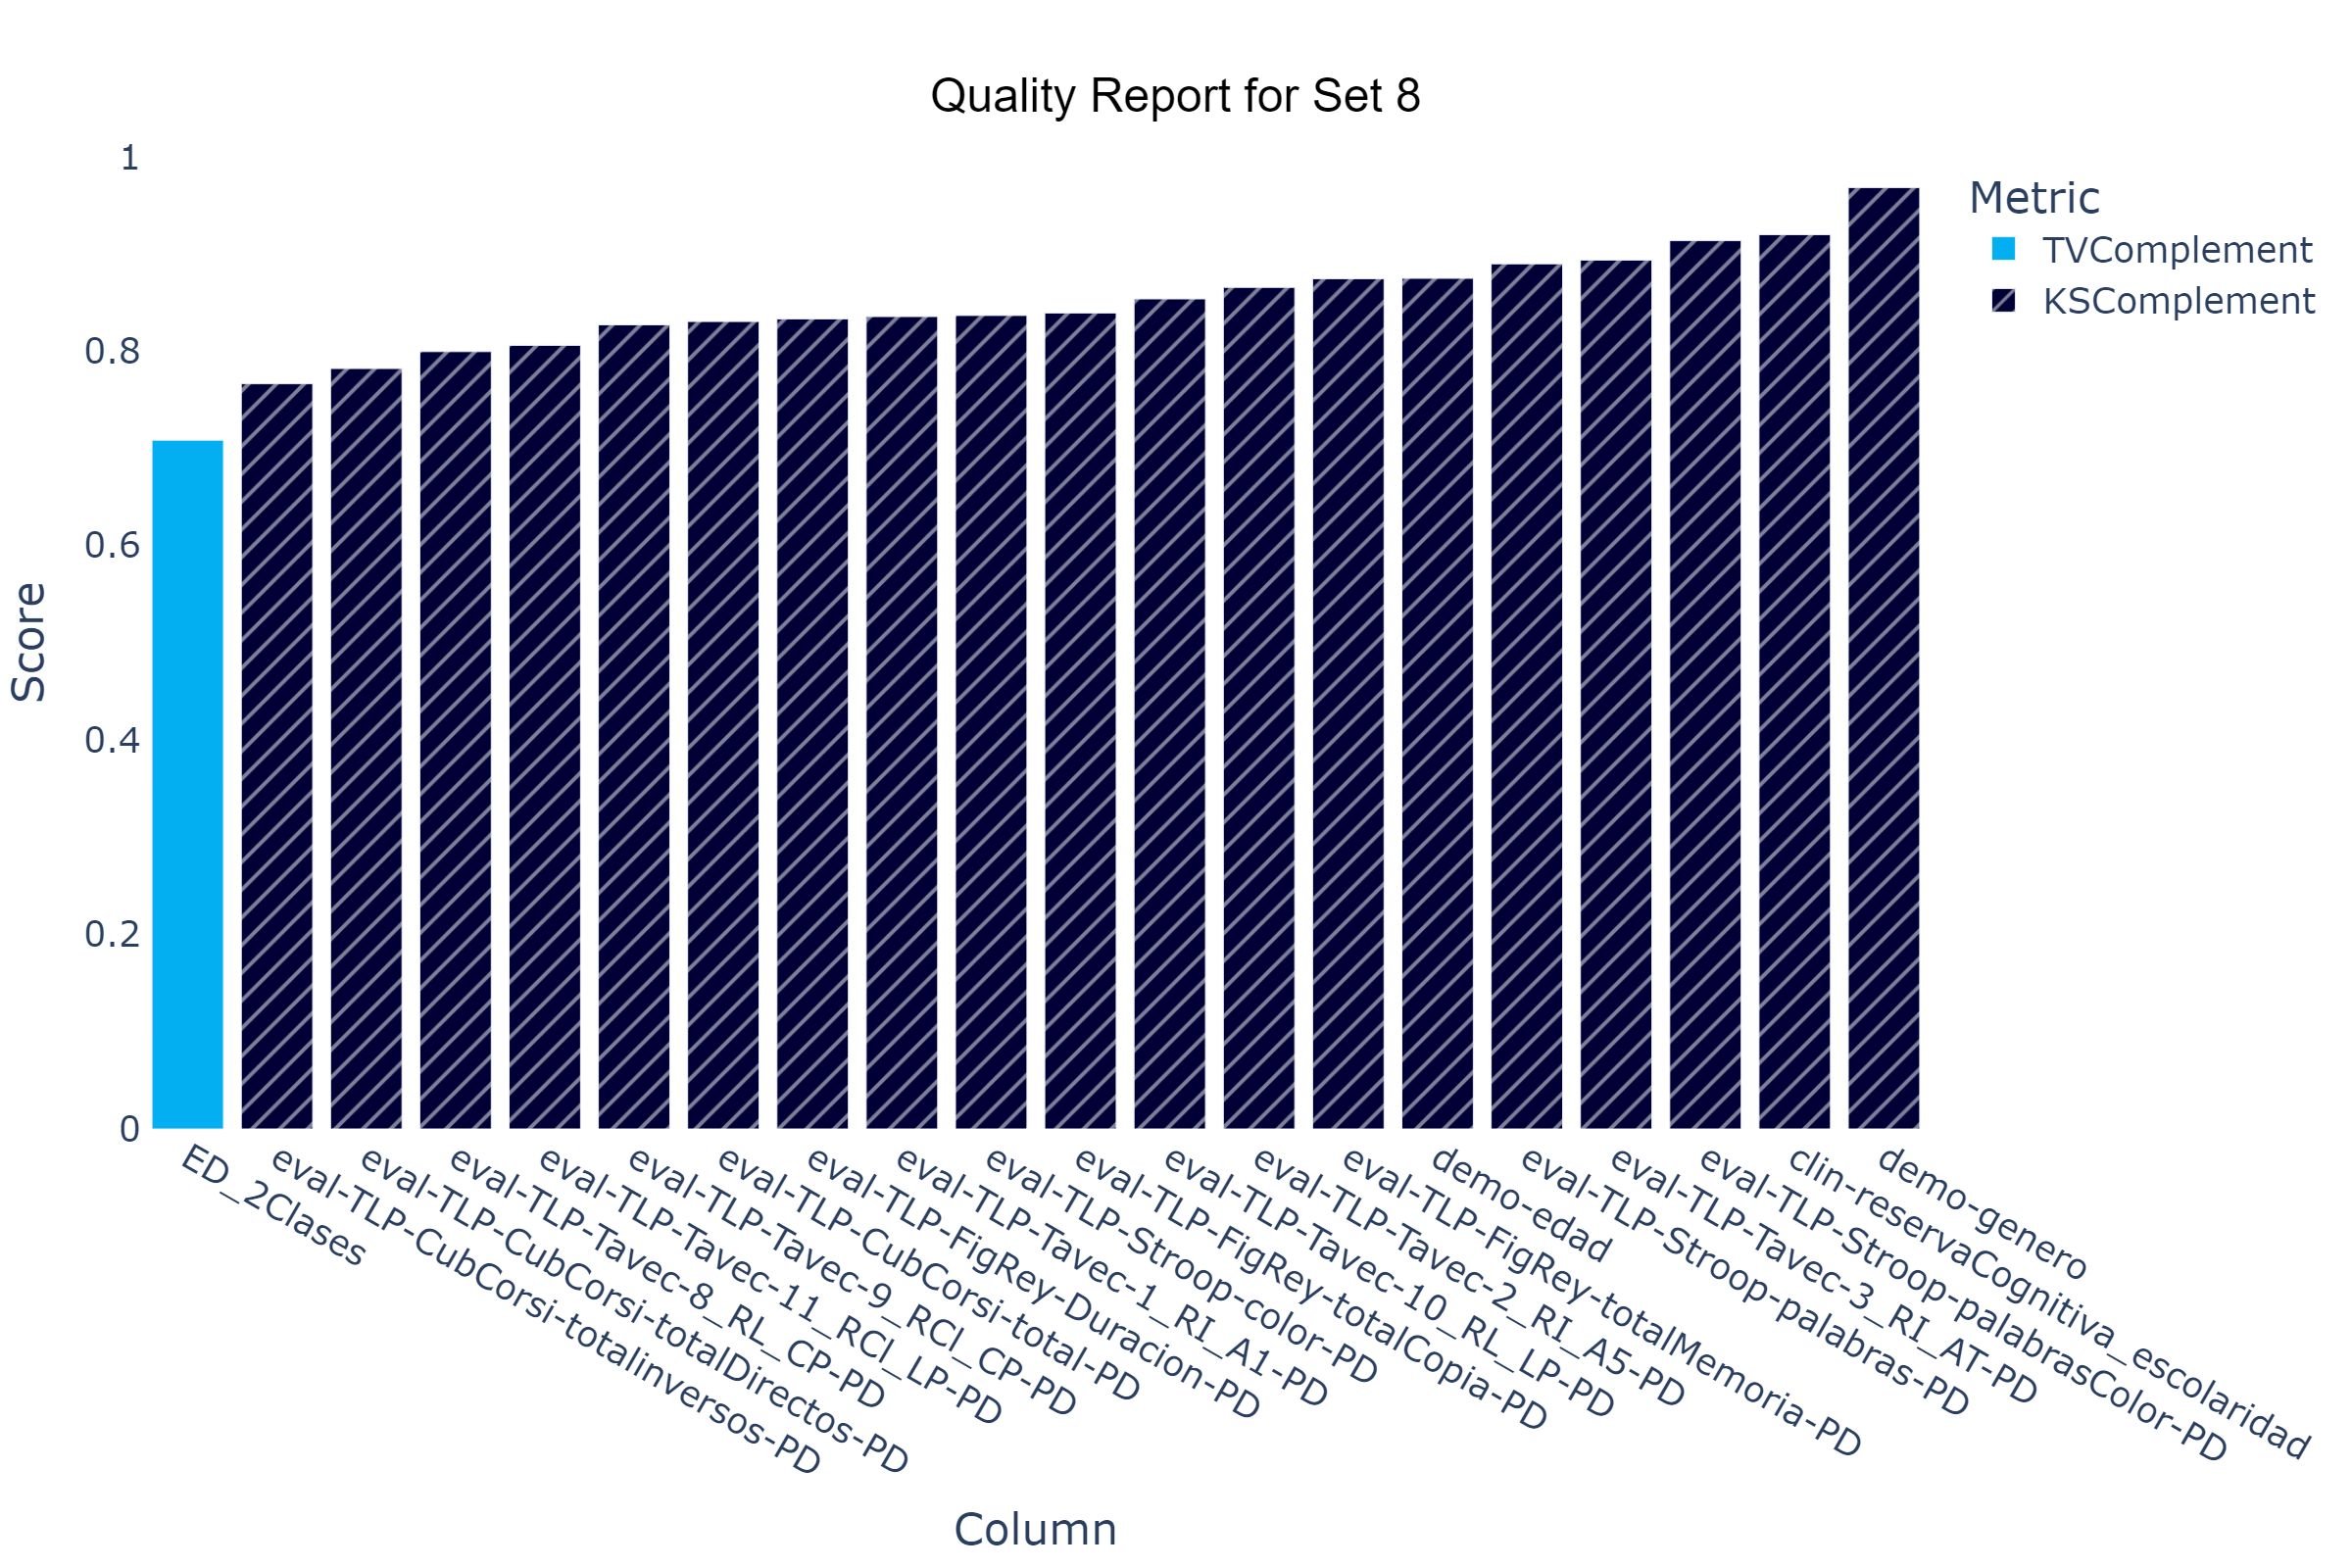 Quality Report for Set 8
1
0.8
0.6
0.4
0.2
0
Score
Metric
TVComplement
KSComplement
ED_2Clases
eval-TLP-CubCorsi-totalinversos-PD
eval-TLP-CubCorsi-totalDirectos-PD
eval-TLP-Tavec-8_RL_CP-PD
eval-TLP-Tavec-11_RCl_LP-PD
eval-TLP-Tavec-9_RCl_CP-PD
eval-TLP-CubCorsi-total-PD
eval-TLP-FigRey-Duracion-PD
eval-TLP-Tavec-1_RI_A1-PD
eval-TLP-Stroop-color-PD
eval-TLP-FigRey-totalCopia-PD
eval-TLP-Tavec-10_RL_LP-PD
eval-TLP-Tavec-2_RI_A5-PD
eval-TLP-FigRey-totalMemoria-PD
demo-edad
eval-TLP-Stroop-palabras-PD
eval-TLP-Tavec-3_RI_AT-PD
eval-TLP-Stroop-palabrasColor-PD
clin-reservaCognitiva_escolaridad
demo-genero
Column